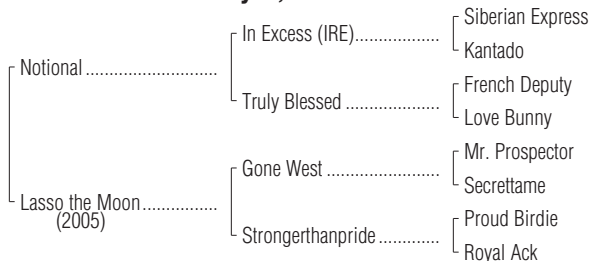 Siberian Express
In Excess (IRE)..................
Kantado
Notional ............................
French Deputy
Truly Blessed ....................
Love Bunny
Mr. Prospector
Gone West ........................
Secrettame
Lasso the Moon................
(2005)
Proud Birdie
Strongerthanpride.............
Royal Ack